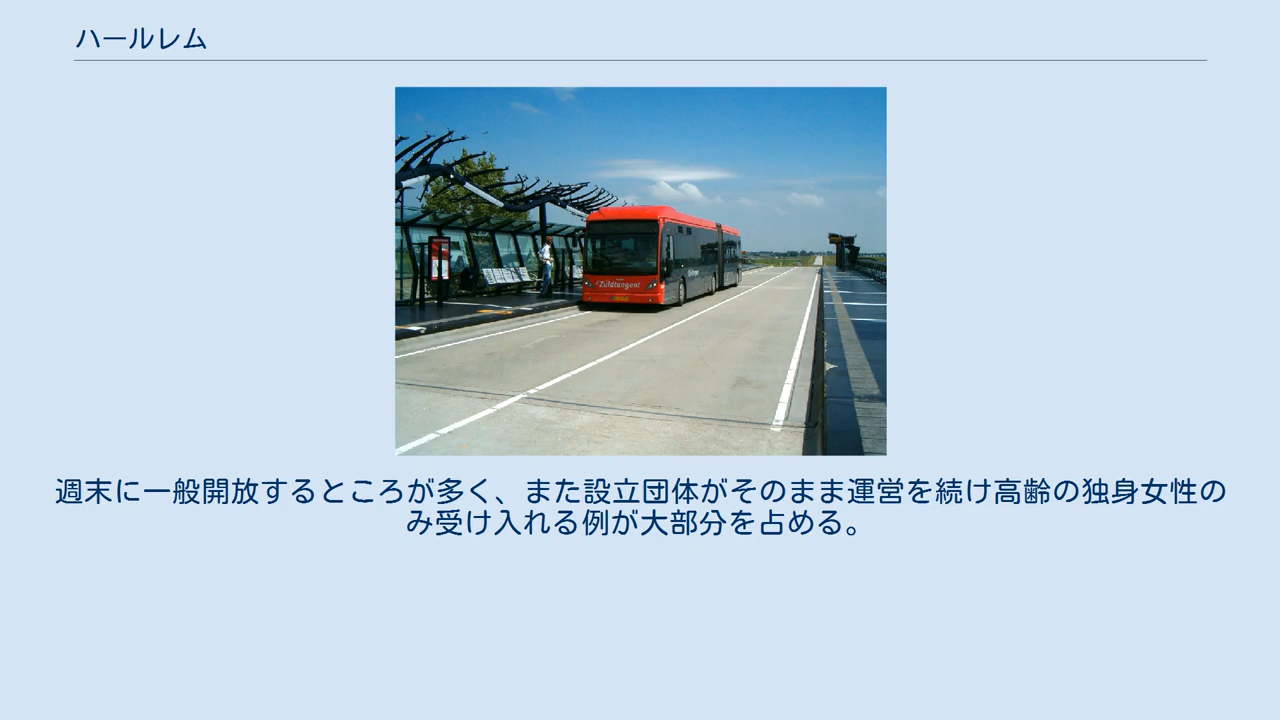 ハールレム
Zuidtangent
週末に一般開放するところが多く、また設立団体がそのまま運営を続け高齢の独身女性の
み受け入れる例が大部分を占める。